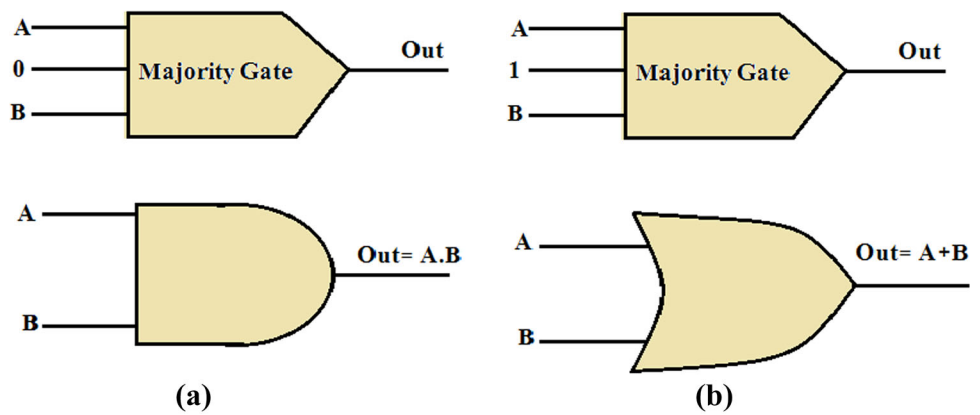 A
0
B
Majority Gate
Out
A
1
B
Majority Gate
Out
A
B
Out= A.B
A
B
Out= A+B
(a)
(b)